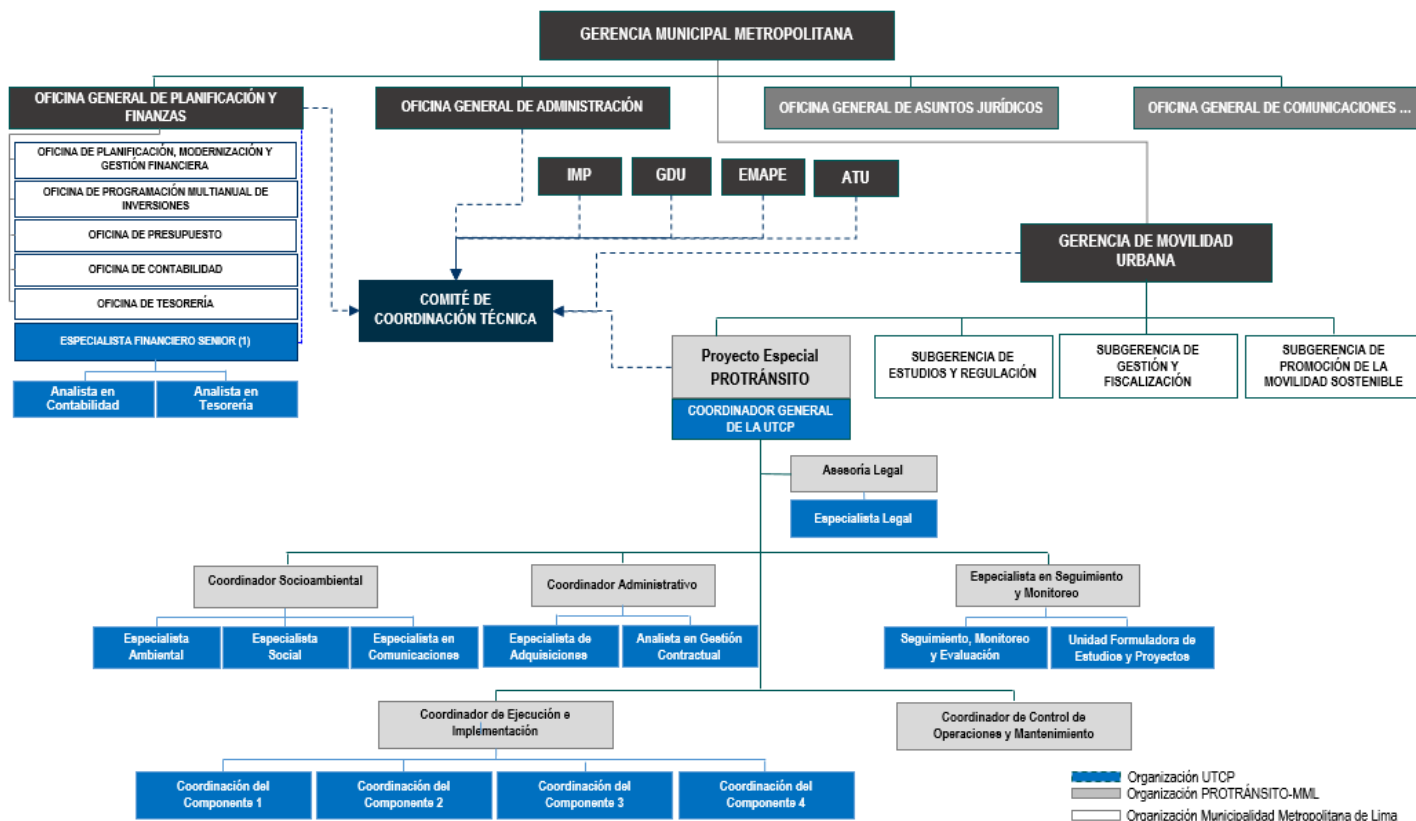 GERENCIA MUNICIPAL METROPOLITANA
OFICINA GENERAL DE PLANIFICACIÓN Y
FINANZAS
OFICINA GENERAL DE ADMINISTRACIÓN
OFICINA GENERAL DE ASUNTOS JURÍDICOS
OFICINA GENERAL DE COMUNICACIONES ...
OFICINA DE PLANIFICACIÓN, MODERNIZACIÓN Y
GESTIÓN FINANCIERA
OFICINA DE PROGRAMACIÓN MULTIANUAL DE
INVERSIONES
OFICINA DE PRESUPUESTO
OFICINA DE CONTABILIDAD
OFICINA DE TESORERÍA
ESPECIALISTA FINANCIERO SENIOR (1)
Analista en
Contabilidad
Analista en
Tesorería
IMP
GDU
EMAPE
ATU
GERENCIA DE MOVILIDAD
URBANA
COMITÉ DE
COORDINACIÓN TÉCNICA
Proyecto Especial
PROTRÁNSITO
COORDINADOR GENERAL
DE LA UTCP
SUBGERENCIA DE
ESTUDIOS Y REGULACIÓN
SUBGERENCIA DE
GESTIÓN Y
FISCALIZACIÓN
SUBGERENCIA DE
PROMOCIÓN DE LA
MOVILIDAD SOSTENIBLE
Asesoría Legal
Especialista Legal
Coordinador Socioambiental
Coordinador Administrativo
Especialista en Seguimiento
y Monitoreo
Especialista
Ambiental
Especialista
Social
Especialista en
Comunicaciones
Especialista de
Adquisiciones
Analista en Gestión
Contractual
Seguimiento, Monitoreo
y Evaluación
Unidad Formuladora de
Estudios y Proyectos
Coordinador de Ejecución e
Implementación
Coordinador de Control de
Operaciones y Mantenimiento
Coordinación del
Componente 1
Coordinación del
Componente 2
Coordinación del
Componente 3
Coordinación del
Componente 4
Organización UTCP
Organización PROTRÁNSITO-MML
Organización Municipalidad Metropolitana de Lima